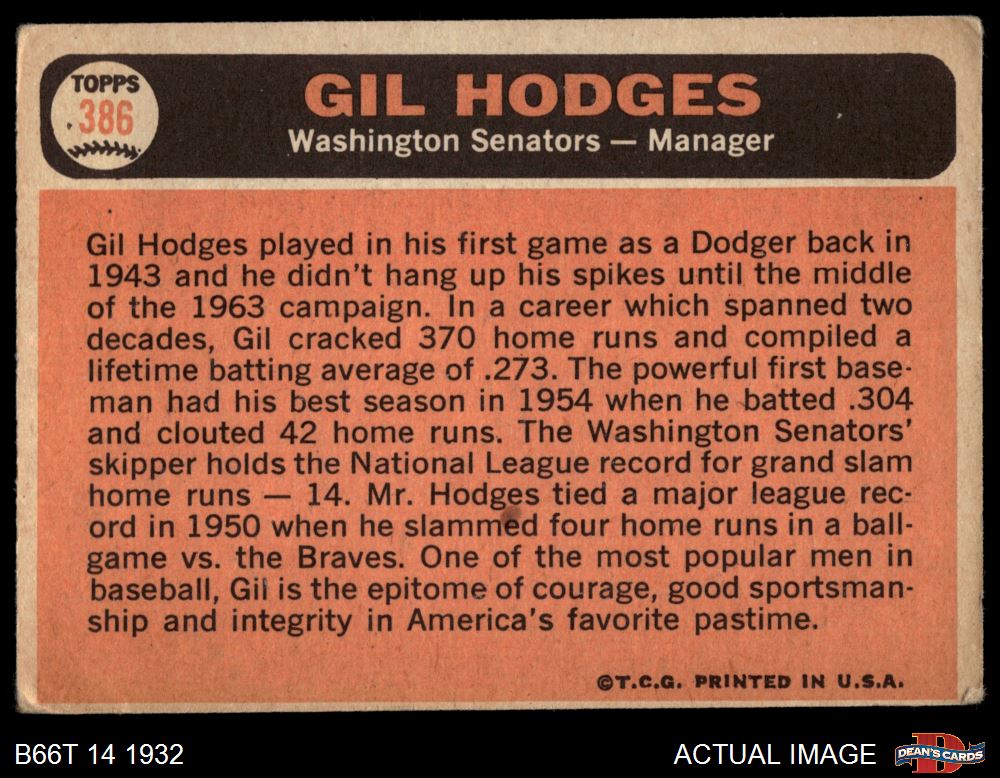 TOPPS
386
GIL HODGES
Washington Senators — Manager
Gil Hodges played in his first game as a Dodger back in
1943 and he didn't hang up his spikes until the middle
of the 1963 campaign. In a career which spanned two
decades, Gil cracked 370 home runs and compiled a
lifetime batting average of .273. The powerful first base-
man had his best season in 1954 when he batted .304
and clouted 42 home runs. The Washington Senators'
skipper holds the National League record for grand slam
home runs — 14. Mr. Hodges tied a major league rec-
ord in 1950 when he slammed four home runs in a ball-
game vs. the Braves. One of the most popular men in
baseball, Gil is the epitome of courage, good sportsman-
ship and integrity in America's favorite pastime.
©T.C.G. PRINTED IN U.S.A.
B66T 14 1932
ACTUAL IMAGE
D
DEAN'S CARDS